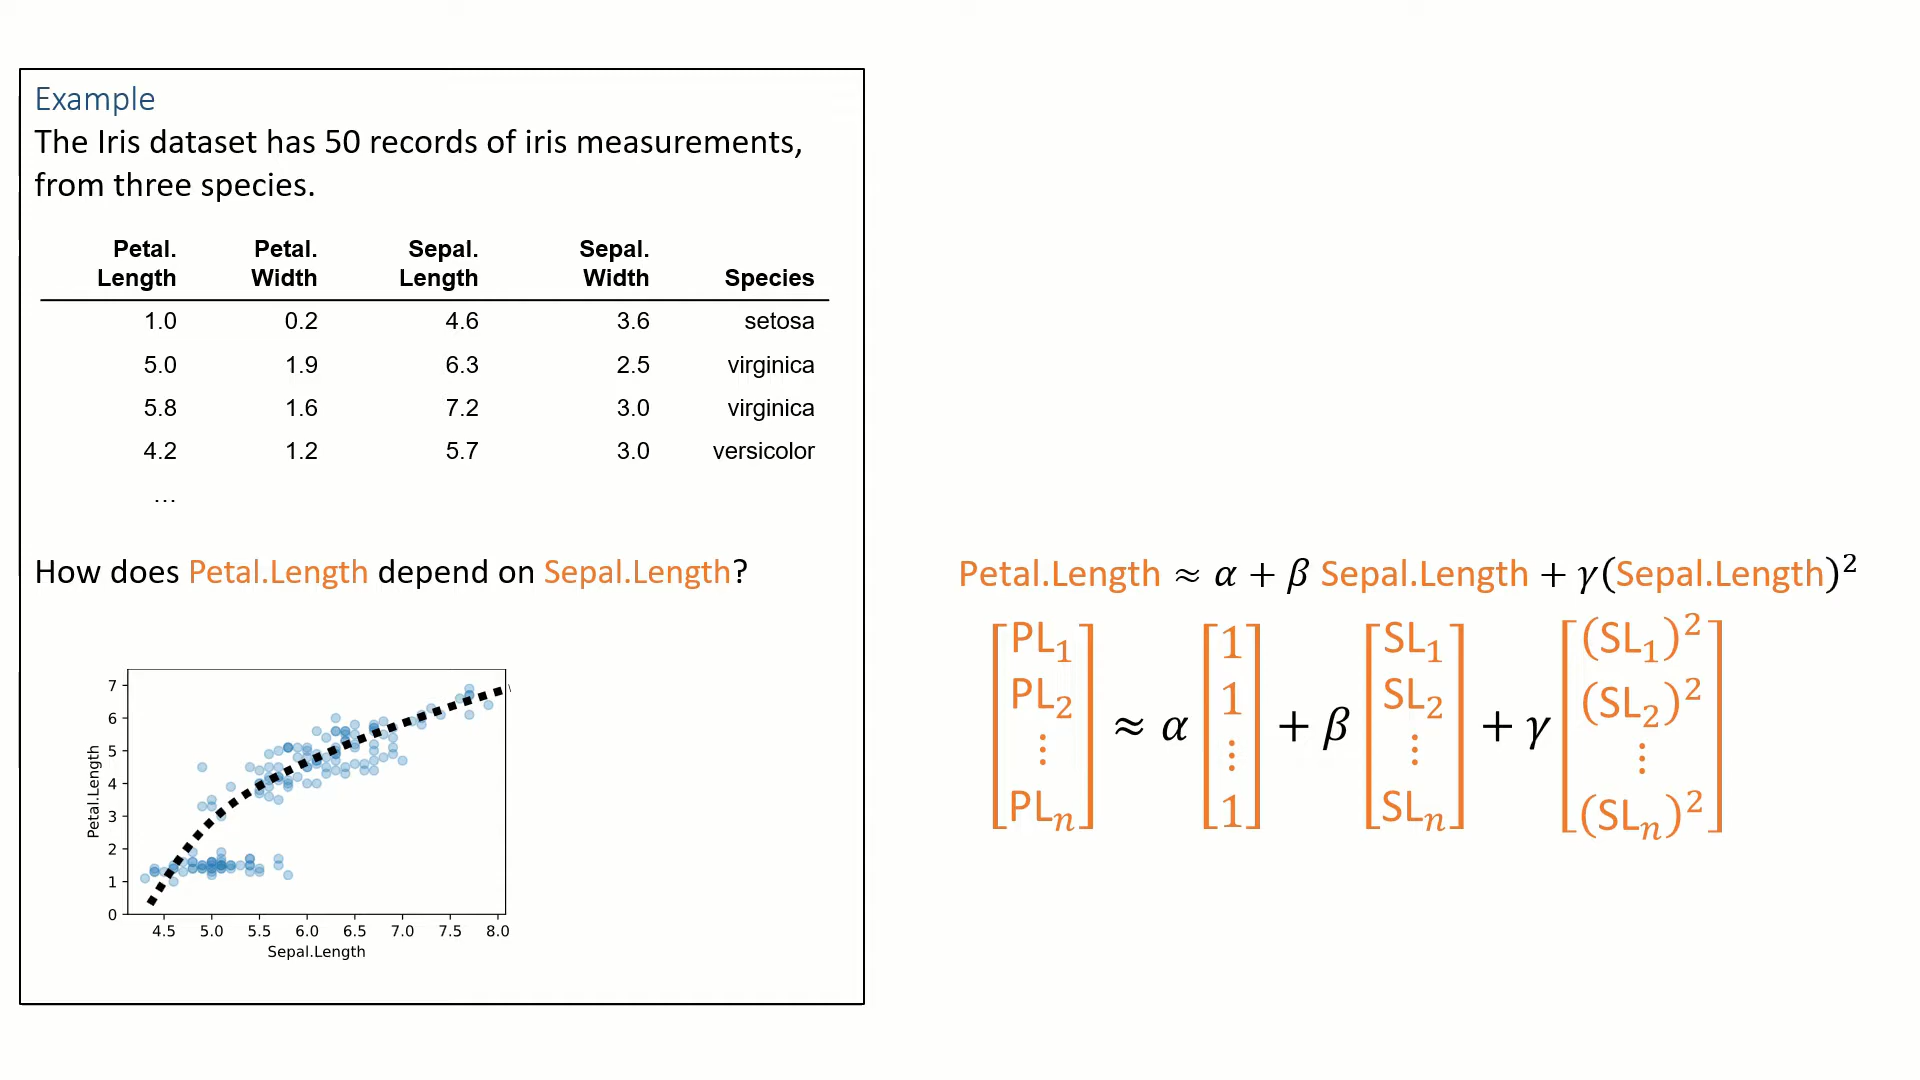 Example
The Iris dataset has 50 records of iris measurements,
from three species.
Petal. Petal. Sepal. Sepal.
Length Width Length Width Species
1.0 0.2 4.6 3.6 setosa
5.0 1.9 6.3 2.5 virginica
5.8 1.6 7.2 3.0 virginica
4.2 1.2 5.7 3.0 versicolor
…
How does Petal.Length depend on Sepal.Length?
7
6
5
4
3
2
1
0
Petal.Length
4.5 5.0 5.5 6.0 6.5 7.0 7.5 8.0
Sepal.Length
Petal.Length ≈ α + β Sepal.Length + γ(Sepal.Length)²
[PL₁ PL₂ ⋮ PLₙ] ≈ α [1 1 ⋮ 1] + β [SL₁ SL₂ ⋮ SLₙ] + γ [(SL₁)² (SL₂)² ⋮ (SLₙ)²]